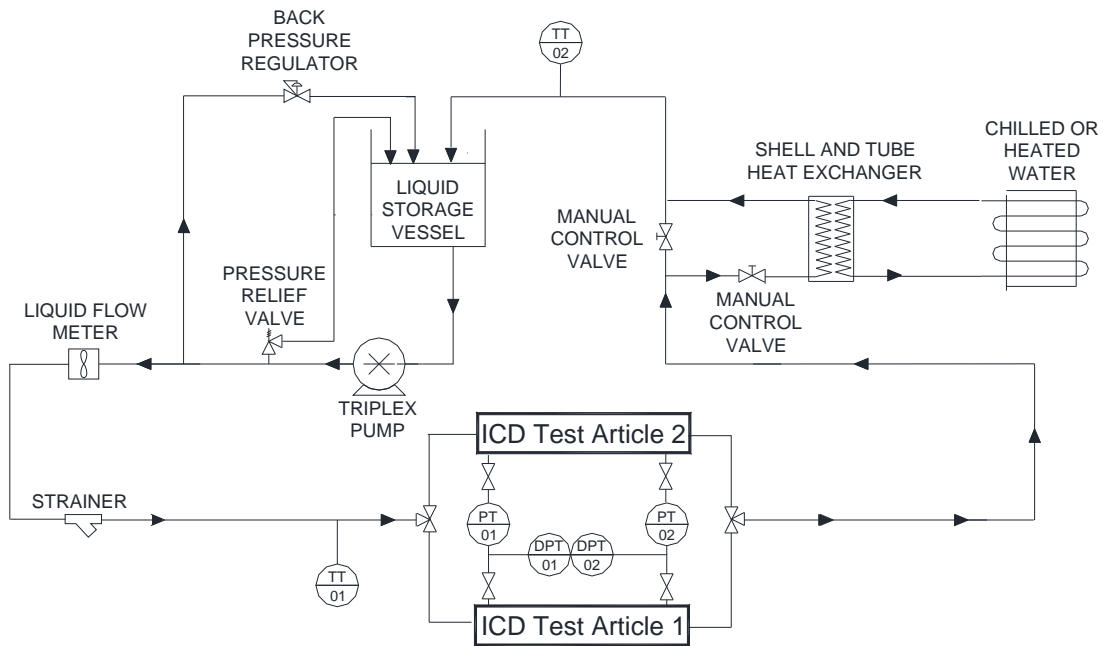 BACK
PRESSURE
REGULATOR
TT
02
SHELL AND TUBE
HEAT EXCHANGER
CHILLED OR
HEATED
WATER
LIQUID
STORAGE
VESSEL
MANUAL
CONTROL
VALVE
PRESSURE
RELIEF
VALVE
MANUAL
CONTROL
VALVE
LIQUID FLOW
METER
TRIPLEX
PUMP
ICD Test Article 2
STRAINER
PT
01
PT
02
DPT
01
DPT
02
TT
01
ICD Test Article 1